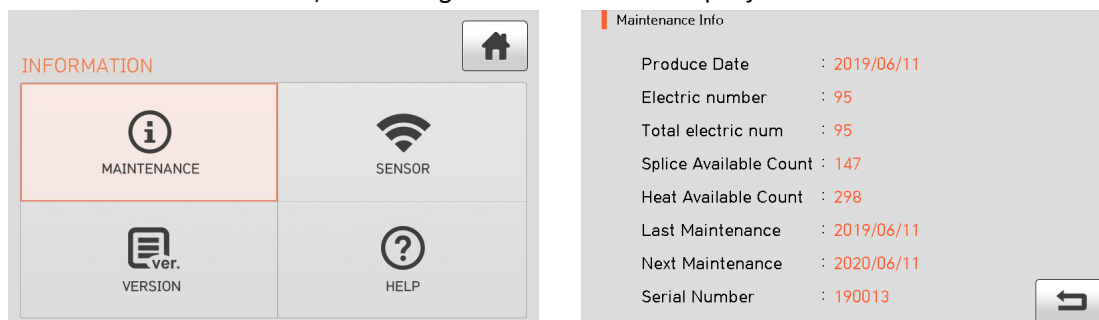 INFORMATION
MAINTENANCE
SENSOR
ver.
VERSION
HELP
Maintenance Info
Produce Date : 2019/06/11
Electric number : 95
Total electric num : 95
Splice Available Count : 147
Heat Available Count : 298
Last Maintenance : 2019/06/11
Next Maintenance : 2020/06/11
Serial Number : 190013